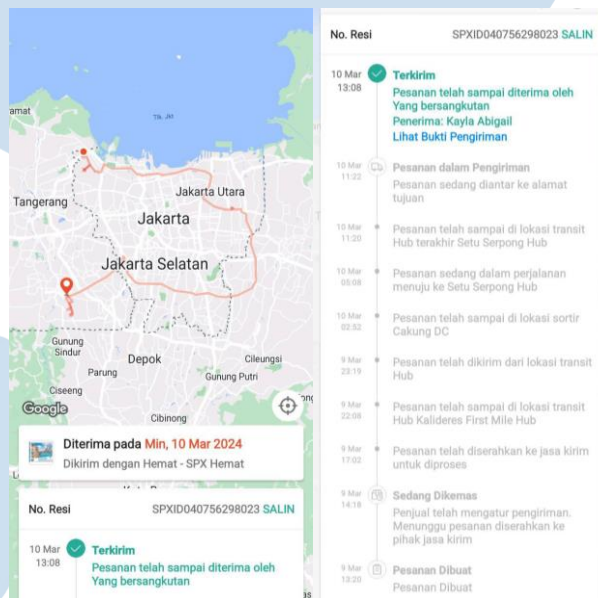 amat
Tlk. Jkt
Jakarta Utara
Tangerang
Jakarta
Jakarta Selatan
Gunung
Sindur
Depok
Cileungsi
Parung
Gunung Putri
Ciseeng
Google
Cibinong
Diterima pada Min, 10 Mar 2024
Dikirim dengan Hemat - SPX Hemat
No. Resi SPXID040756298023 SALIN
10 Mar
13:08
Terkirim
Pesanan telah sampai diterima oleh
Yang bersangkutan
No. Resi SPXID040756298023 SALIN
10 Mar
13:08
Terkirim
Pesanan telah sampai diterima oleh
Yang bersangkutan
Penerima: Kayla Abigail
Lihat Bukti Pengiriman
10 Mar
11:22
Pesanan dalam Pengiriman
Pesanan sedang diantar ke alamat
tujuan
10 Mar
11:20
Pesanan telah sampai di lokasi transit
Hub terakhir Setu Serpong Hub
10 Mar
05:08
Pesanan sedang dalam perjalanan
menuju ke Setu Serpong Hub
10 Mar
02:52
Pesanan telah sampai di lokasi sortir
Cakung DC
9 Mar
23:19
Pesanan telah dikirim dari lokasi transit
Hub
9 Mar
22:06
Pesanan telah sampai di lokasi transit
Hub Kalideres First Mile Hub
9 Mar
17:02
Pesanan telah diserahkan ke jasa kirim
untuk diproses
9 Mar
14:18
Sedang Dikemas
Penjual telah mengatur pengiriman.
Menunggu pesanan diserahkan ke
pihak jasa kirim
9 Mar
13:20
Pesanan Dibuat
Pesanan Dibuat